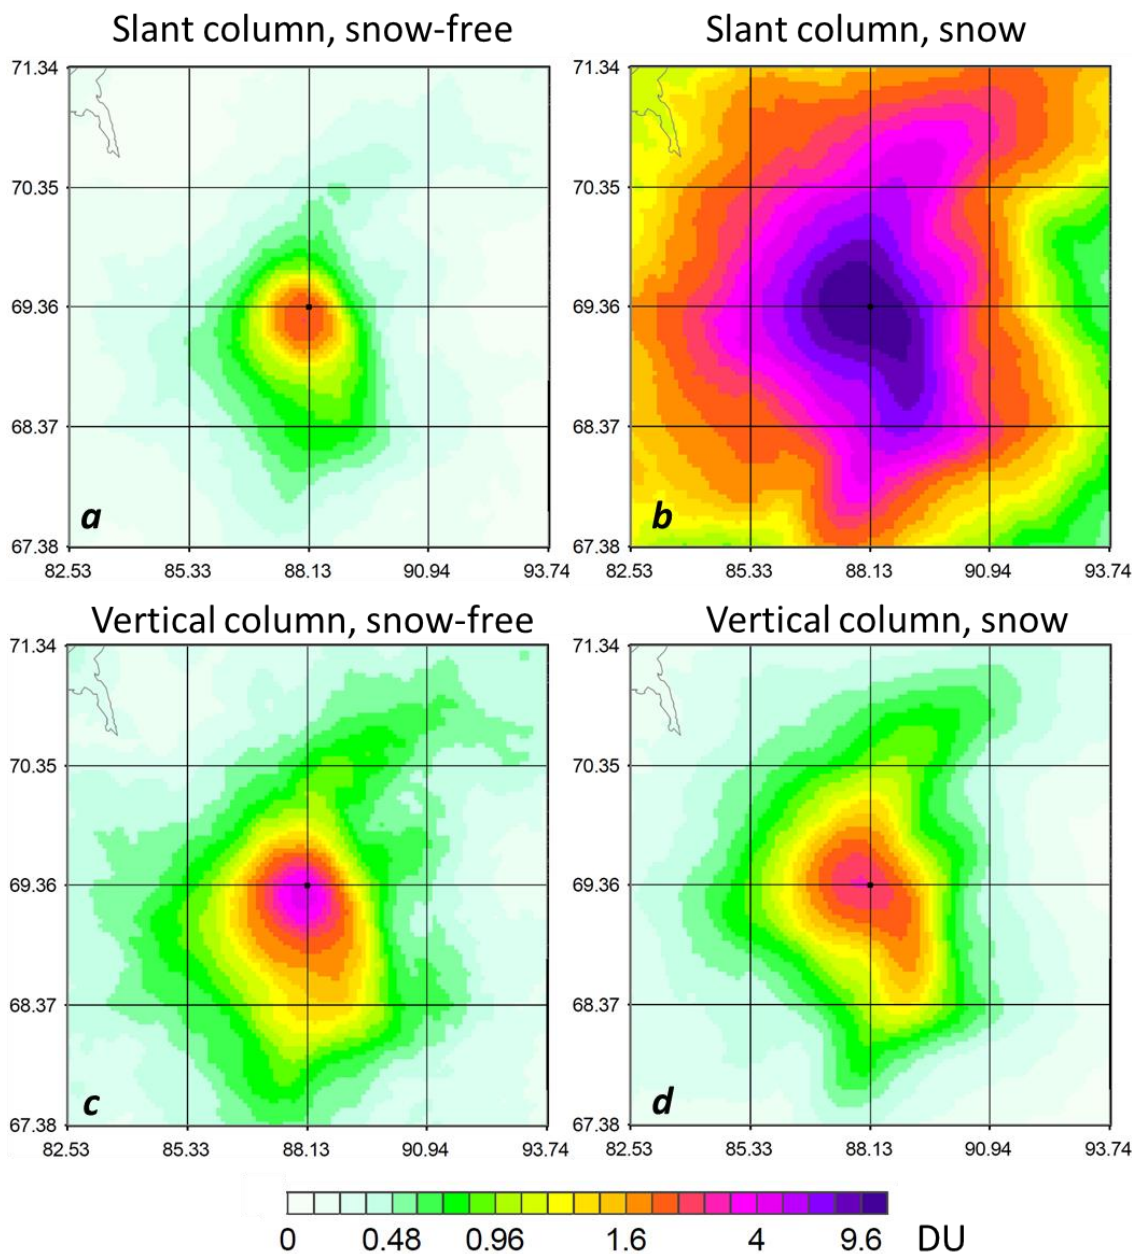 Slant column, snow-free
Slant column, snow
71.34
70.35
69.36
68.37
67.38
a
82.53 85.33 88.13 90.94 93.74
71.34
70.35
69.36
68.37
67.38
b
82.53 85.33 88.13 90.94 93.74
Vertical column, snow-free
Vertical column, snow
71.34
70.35
69.36
68.37
67.38
c
82.53 85.33 88.13 90.94 93.74
71.34
70.35
69.36
68.37
67.38
d
82.53 85.33 88.13 90.94 93.74
0 0.48 0.96 1.6 4 9.6 DU